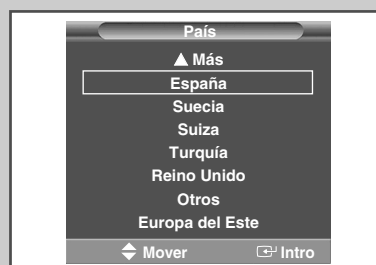 País
▲ Más
España
Suecia
Suiza
Turquía
Reino Unido
Otros
Europa del Este
Mover Intro